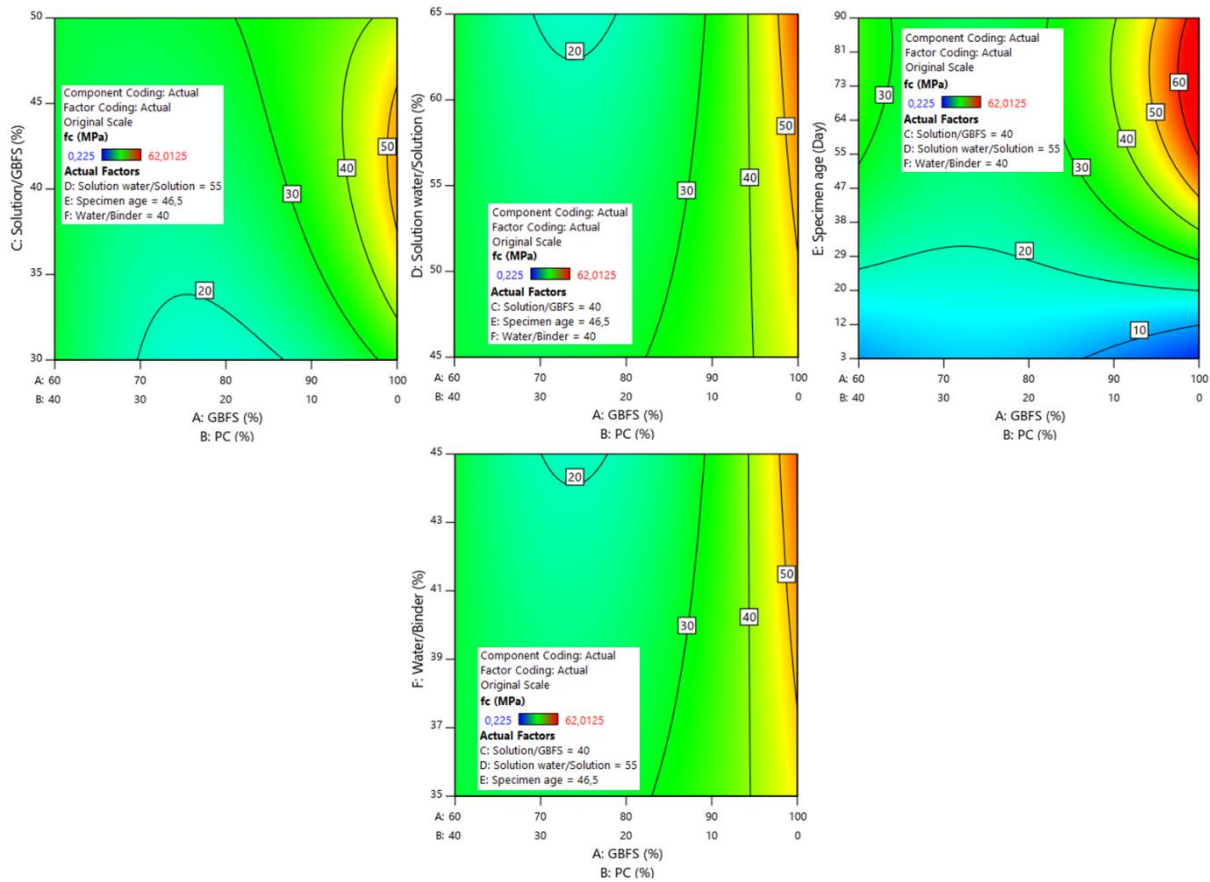 50
45
40
35
30
C: Solution/GBFS (%)
Component Coding: Actual
Factor Coding: Actual
Original Scale
fc (MPa)
0,225 62,0125
Actual Factors
D: Solution water/Solution = 55
E: Specimen age = 46,5
F: Water/Binder = 40
50
40
30
20
A: 60 70 80 90 100
B: 40 30 20 10 0
A: GBFS (%)
B: PC (%)
65
60
55
50
45
D: Solution water/Solution (%)
20
50
40
30
Component Coding: Actual
Factor Coding: Actual
Original Scale
fc (MPa)
0,225 62,0125
Actual Factors
C: Solution/GBFS = 40
E: Specimen age = 46,5
F: Water/Binder = 40
A: 60 70 80 90 100
B: 40 30 20 10 0
A: GBFS (%)
B: PC (%)
90
81
73
64
55
47
38
29
20
12
3
E: Specimen age (Day)
Component Coding: Actual
Factor Coding: Actual
Original Scale
fc (MPa)
0,225 62,0125
Actual Factors
C: Solution/GBFS = 40
D: Solution water/Solution = 55
F: Water/Binder = 40
60
30
50
40
30
20
10
A: 60 70 80 90 100
B: 40 30 20 10 0
A: GBFS (%)
B: PC (%)
45
43
41
39
37
35
F: Water/Binder (%)
20
50
40
30
Component Coding: Actual
Factor Coding: Actual
Original Scale
fc (MPa)
0,225 62,0125
Actual Factors
C: Solution/GBFS = 40
D: Solution water/Solution = 55
E: Specimen age = 46,5
A: 60 70 80 90 100
B: 40 30 20 10 0
A: GBFS (%)
B: PC (%)